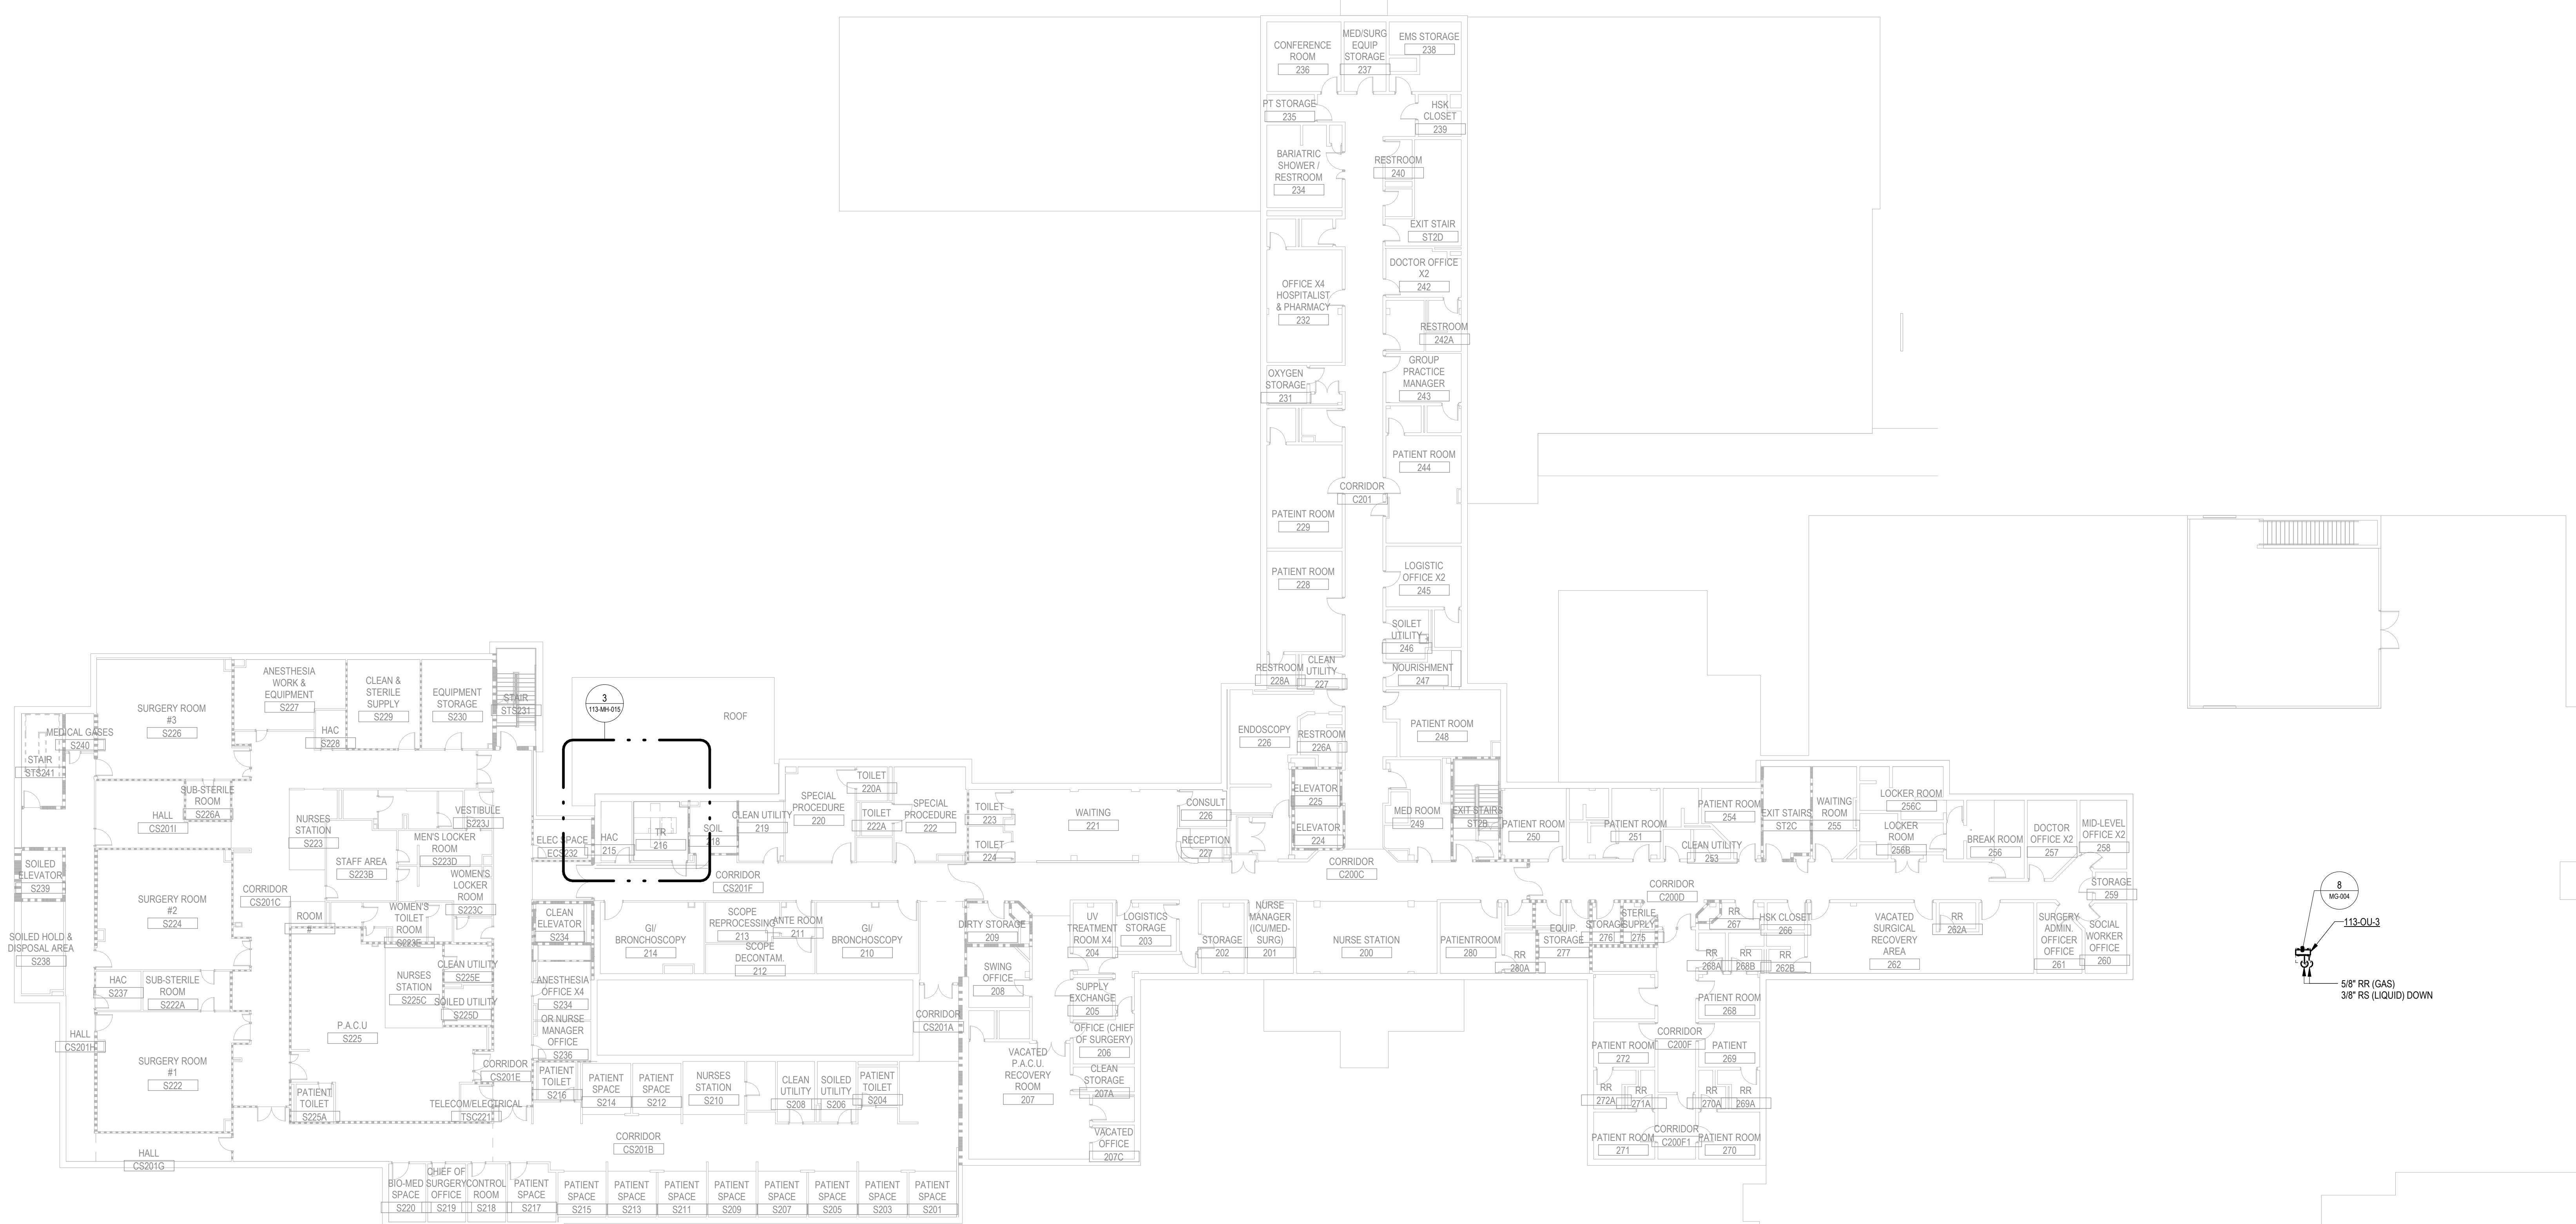 CONFERENCE
ROOM
236
MED/SURG
EQUIP
STORAGE
237
EMS STORAGE
238
PT STORAGE
235
HSK
CLOSET
239
BARIATRIC
SHOWER /
RESTROOM
234
RESTROOM
240
EXIT STAIR
ST2D
DOCTOR OFFICE
X2
242
OFFICE X4
HOSPITALIST
& PHARMACY
232
RESTROOM
242A
GROUP
PRACTICE
MANAGER
243
OXYGEN
STORAGE
231
PATIENT ROOM
244
CORRIDOR
C201
PATEINT ROOM
229
PATIENT ROOM
228
LOGISTIC
OFFICE X2
245
SOILET
UTILITY
246
RESTROOM
228A
CLEAN
UTILITY
227
NOURISHMENT
247
ENDOSCOPY
226
RESTROOM
226A
PATIENT ROOM
248
ELEVATOR
225
ELEVATOR
224
MED ROOM
249
EXIT STAIRS
ST2B
PATIENT ROOM
250
PATIENT ROOM
251
CLEAN UTILITY
253
PATIENT ROOM
254
EXIT STAIRS
ST2C
WAITING
ROOM
255
LOCKER ROOM
256C
LOCKER
ROOM
256B
BREAK ROOM
256
DOCTOR
OFFICE X2
257
MID-LEVEL
OFFICE X2
258
STORAGE
259
SOCIAL
WORKER
OFFICE
260
SURGERY
ADMIN.
OFFICER
OFFICE
261
VACATED
SURGICAL
RECOVERY
AREA
262
RR
262A
HSK CLOSET
266
RR
262B
RR
267
RR
268A
RR
268B
CORRIDOR
C200D
STERILE
SUPPLY
275
STORAGE
276
EQUIP.
STORAGE
277
PATIENTROOM
280
RR
280A
NURSE STATION
200
NURSE
MANAGER
(ICU/MED-
SURG)
201
STORAGE
202
CORRIDOR
C200C
PATIENT ROOM
268
CORRIDOR
C200F
PATIENT ROOM
272
PATIENT
269
RR
272A
RR
271A
RR
270A
RR
269A
CORRIDOR
C200F1
PATIENT ROOM
271
PATIENT ROOM
270
8
MG-004
113-OU-3
5/8" RR (GAS)
3/8" RS (LIQUID) DOWN
3
113-MH-015
ROOF
ANESTHESIA
WORK &
EQUIPMENT
S227
CLEAN &
STERILE
SUPPLY
S229
EQUIPMENT
STORAGE
S230
STAIR
STS231
SURGERY ROOM
#3
S226
HAC
S228
MEDICAL GASES
S240
STAIR
STS241
SUB-STERILE
ROOM
S226A
HALL
CS201I
NURSES
STATION
S223
VESTIBULE
S223J
MEN'S LOCKER
ROOM
S223D
STAFF AREA
S223B
WOMEN'S
LOCKER
ROOM
S223C
SOILED
ELEVATOR
S239
CORRIDOR
CS201C
SURGERY ROOM
#2
S224
ROOM
#
WOMEN'S
TOILET
ROOM
S223E
SOILED HOLD &
DISPOSAL AREA
S238
HAC
S237
SUB-STERILE
ROOM
S222A
NURSES
STATION
S225C
CLEAN UTILITY
S225E
SOILED UTILITY
S225D
P.A.C.U
S225
HALL
CS201H
SURGERY ROOM
#1
S222
PATIENT
TOILET
S225A
CORRIDOR
CS201E
TELECOM/ELECTRICAL
TSC221
HALL
CS201G
ELEC SPACE
ECS232
HAC
215
TR
216
SOIL
218
CLEAN UTILITY
219
SPECIAL
PROCEDURE
220
TOILET
220A
TOILET
222A
SPECIAL
PROCEDURE
222
TOILET
223
TOILET
224
WAITING
221
CONSULT
226
RECEPTION
227
CORRIDOR
CS201F
CLEAN
ELEVATOR
S234
GI/
BRONCHOSCOPY
214
SCOPE
REPROCESSING
213
ANTE ROOM
211
SCOPE
DECONTAM.
212
GI/
BRONCHOSCOPY
210
DIRTY STORAGE
209
SWING
OFFICE
208
UV
TREATMENT
ROOM X4
204
LOGISTICS
STORAGE
203
SUPPLY
EXCHANGE
205
OFFICE (CHIEF
OF SURGERY)
206
VACATED
P.A.C.U.
RECOVERY
ROOM
207
CLEAN
STORAGE
207A
VACATED
OFFICE
207C
ANESTHESIA
OFFICE X4
S234
OR NURSE
MANAGER
OFFICE
S236
CORRIDOR
CS201A
PATIENT
TOILET
S216
PATIENT
SPACE
S214
PATIENT
SPACE
S212
NURSES
STATION
S210
CLEAN
UTILITY
S208
SOILED
UTILITY
S206
PATIENT
TOILET
S204
CORRIDOR
CS201B
BIO-MED
SPACE
S220
CHIEF OF
SURGERY
OFFICE
S219
CONTROL
ROOM
S218
PATIENT
SPACE
S217
PATIENT
SPACE
S215
PATIENT
SPACE
S213
PATIENT
SPACE
S211
PATIENT
SPACE
S209
PATIENT
SPACE
S207
PATIENT
SPACE
S205
PATIENT
SPACE
S203
PATIENT
SPACE
S201